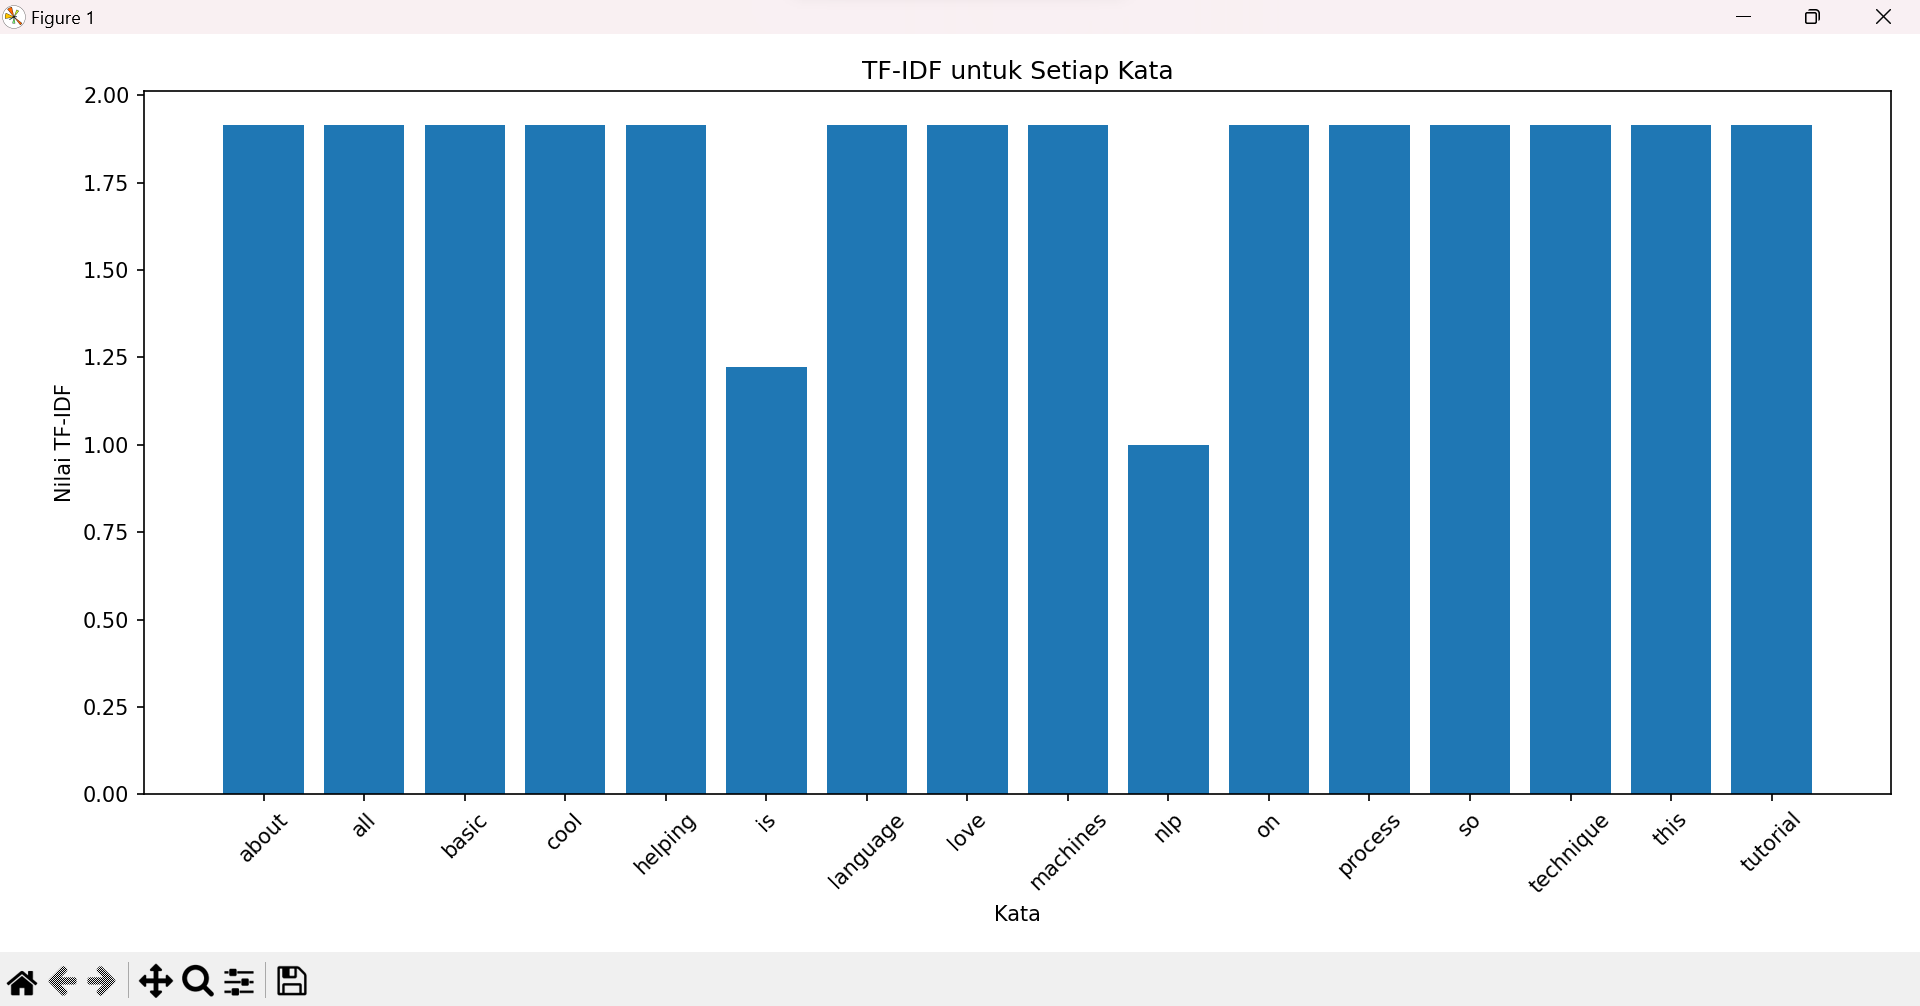 Figure 1
TF-IDF untuk Setiap Kata
2.00
1.75
1.50
1.25
1.00
0.75
0.50
0.25
0.00
Nilai TF-IDF
about
all
basic
cool
helping
is
language
love
machines
nlp
on
process
so
technique
this
tutorial
Kata